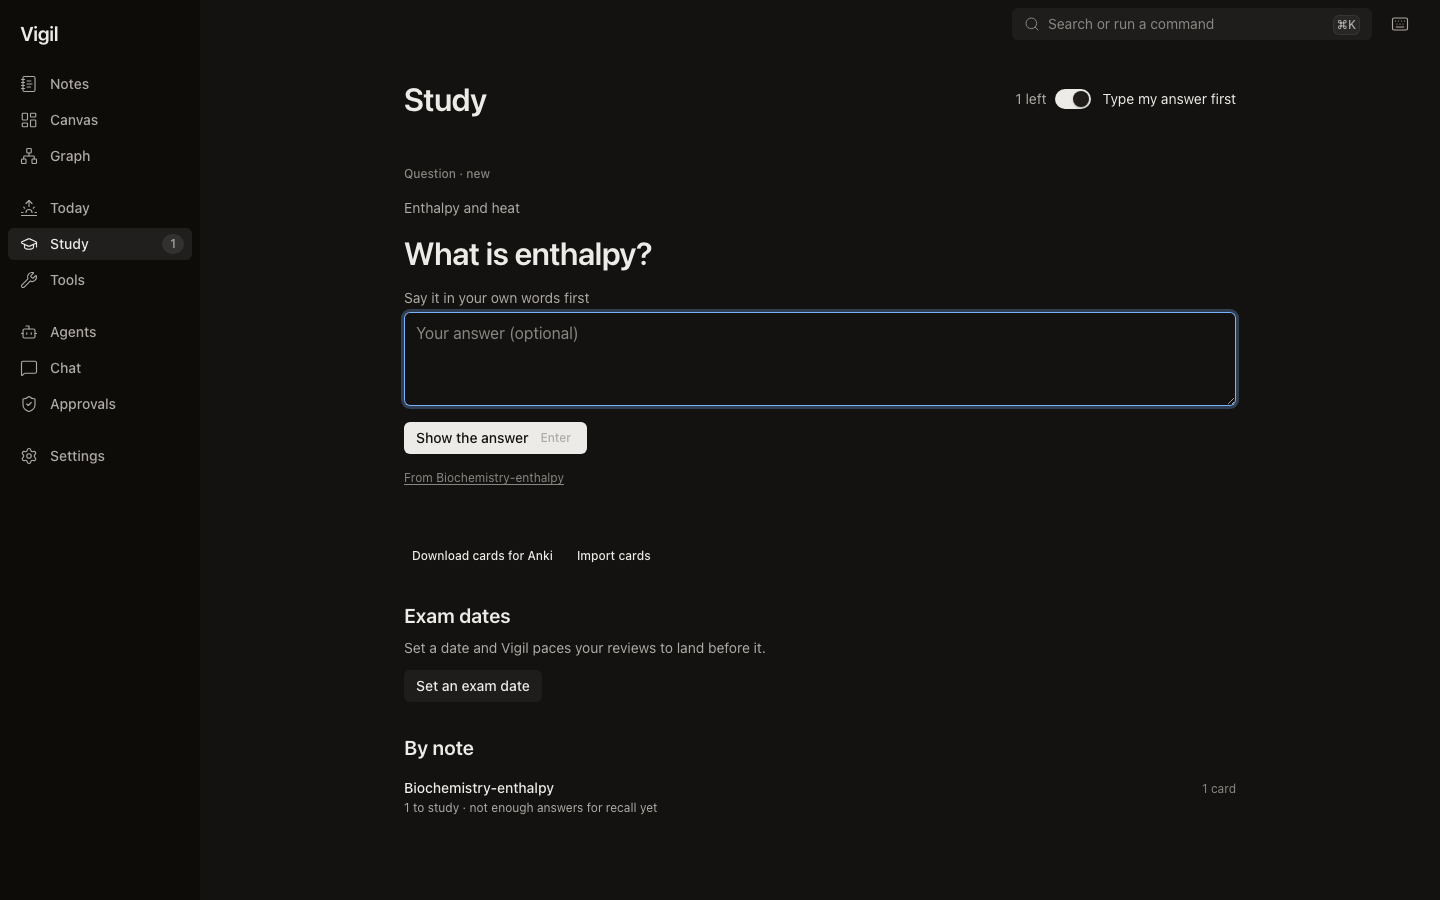 Vigil
Search or run a command ⌘K
Notes
Canvas
Graph
Today
Study 1
Tools
Agents
Chat
Approvals
Settings
Study
1 left Type my answer first
Question · new
Enthalpy and heat
What is enthalpy?
Say it in your own words first
Your answer (optional)
Show the answer Enter
From Biochemistry-enthalpy
Download cards for Anki Import cards
Exam dates
Set a date and Vigil paces your reviews to land before it.
Set an exam date
By note
Biochemistry-enthalpy 1 card
1 to study · not enough answers for recall yet